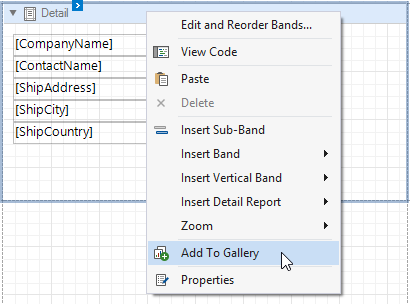 Detail
[CompanyName]
[ContactName]
[ShipAddress]
[ShipCity]
[ShipCountry]
Edit and Reorder Bands...
View Code
Paste
Delete
Insert Sub-Band
Insert Band
Insert Vertical Band
Insert Detail Report
Zoom
Add To Gallery
Properties